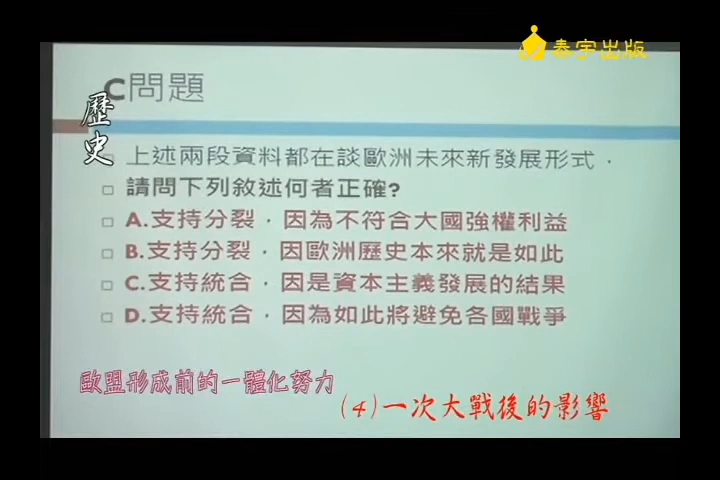 泰宇出版
C問題
歷史
上述兩段資料都在談歐洲未來新發展形式，
請問下列敘述何者正確?
A.支持分裂，因為不符合大國強權利益
B.支持分裂，因歐洲歷史本來就是如此
C.支持統合，因是資本主義發展的結果
D.支持統合，因為如此將避免各國戰爭
歐盟形成前的一體化努力
(4)一次大戰後的影響